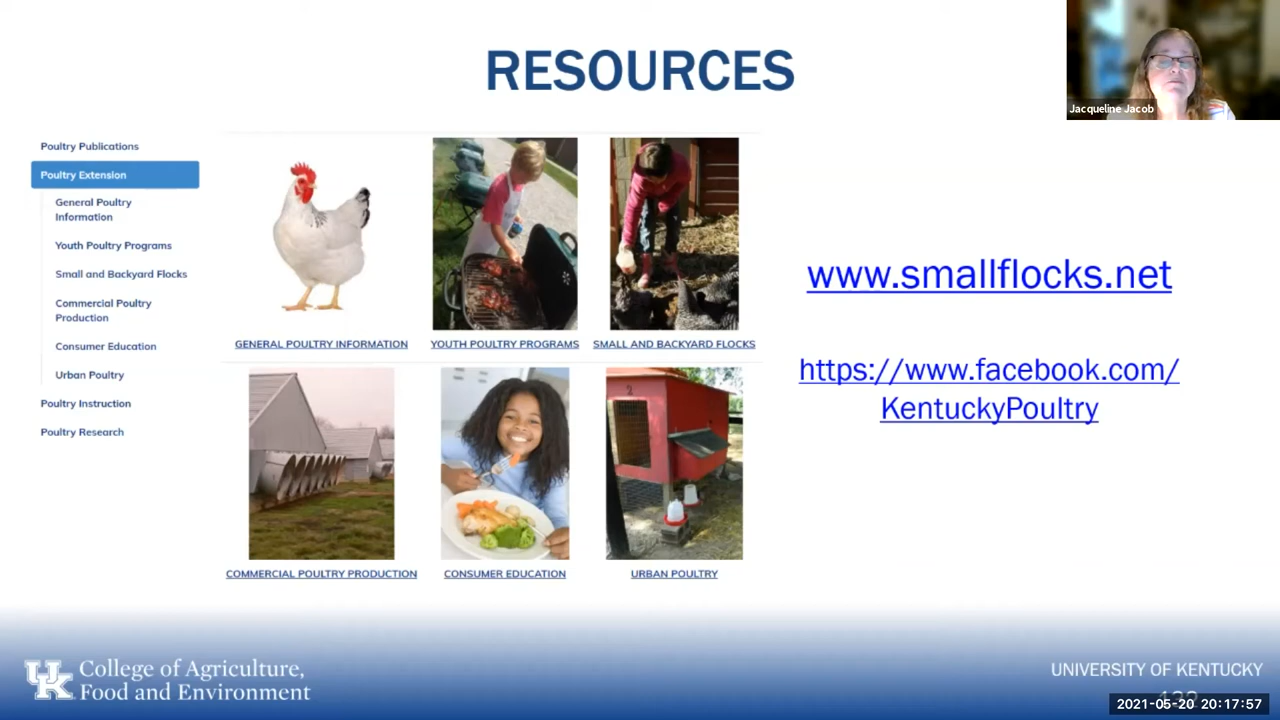 RESOURCES
Jacqueline Jacob
Poultry Publications
Poultry Extension
General Poultry
Information
Youth Poultry Programs
Small and Backyard Flocks
Commercial Poultry
Production
Consumer Education
Urban Poultry
Poultry Instruction
Poultry Research
GENERAL POULTRY INFORMATION
YOUTH POULTRY PROGRAMS
SMALL AND BACKYARD FLOCKS
COMMERCIAL POULTRY PRODUCTION
CONSUMER EDUCATION
URBAN POULTRY
www.smallflocks.net
https://www.facebook.com/
KentuckyPoultry
UK College of Agriculture,
Food and Environment
UNIVERSITY OF KENTUCKY
2021-05-20 20:17:57